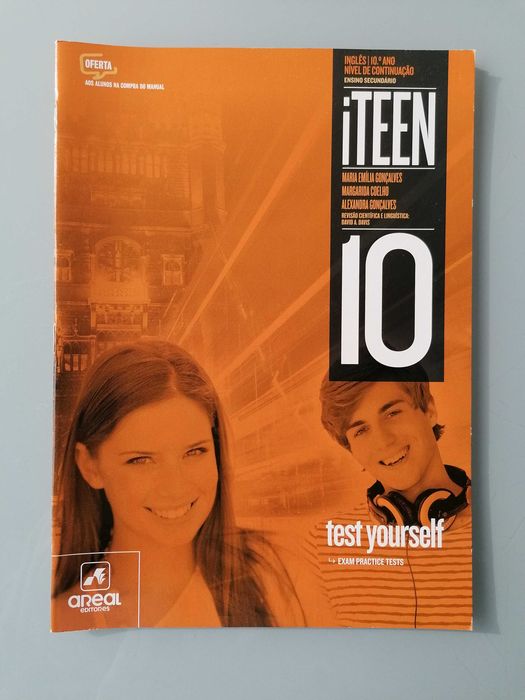 OFERTA
AOS ALUNOS NA COMPRA DO MANUAL
INGLÊS | 10.º ANO
NÍVEL DE CONTINUAÇÃO
ENSINO SECUNDÁRIO
iTEEN
MARIA EMÍLIA GONÇALVES
MARGARIDA COELHO
ALEXANDRA GONÇALVES
REVISÃO CIENTÍFICA E LINGUÍSTICA:
DAVID A. DAVIS
10
test yourself
↳ EXAM PRACTICE TESTS
AREAL
EDITORES